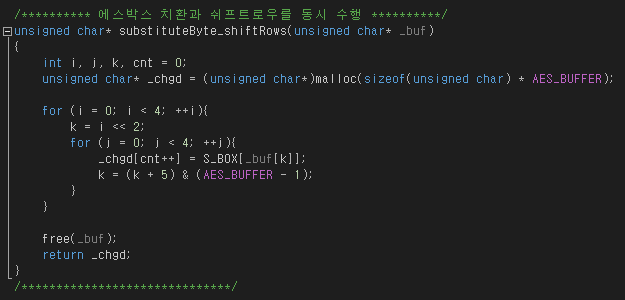 /********** 에스박스 치환과 쉬프트로우를 동시 수행 **********/
unsigned char* substituteByte_shiftRows(unsigned char* _buf)
{
    int i, j, k, cnt = 0;
    unsigned char* _chgd = (unsigned char*)malloc(sizeof(unsigned char) * AES_BUFFER);

    for (i = 0; i < 4; ++i){
        k = i << 2;
        for (j = 0; j < 4; ++j){
            _chgd[cnt++] = S_BOX[_buf[k]];
            k = (k + 5) & (AES_BUFFER - 1);
        }
    }

    free(_buf);
    return _chgd;
}
/******************************/